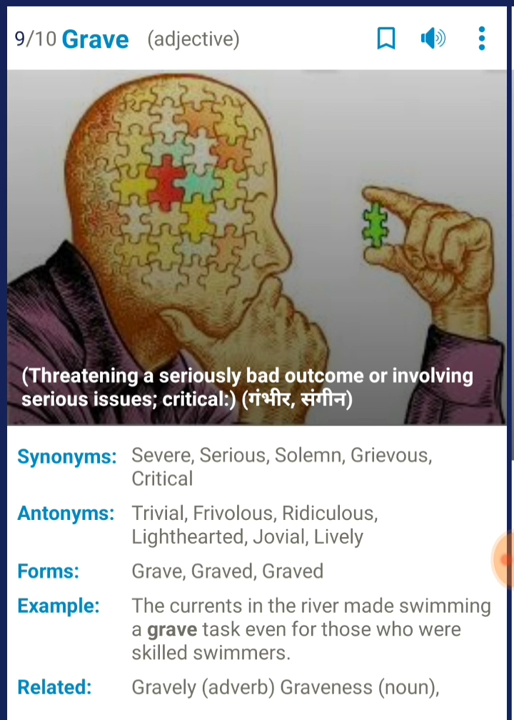 9/10 Grave (adjective)
(Threatening a seriously bad outcome or involving
serious issues; critical:) (गंभीर, संगीन)
Synonyms: Severe, Serious, Solemn, Grievous,
Critical
Antonyms: Trivial, Frivolous, Ridiculous,
Lighthearted, Jovial, Lively
Forms: Grave, Graved, Graved
Example: The currents in the river made swimming
a grave task even for those who were
skilled swimmers.
Related: Gravely (adverb) Graveness (noun),